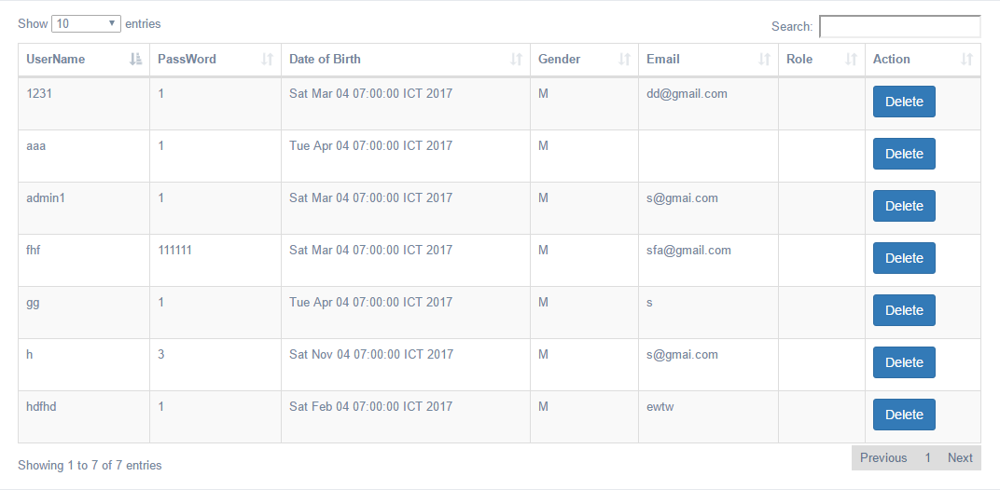 Show 10 entries Search:
UserName PassWord Date of Birth Gender Email Role Action
1231 1 Sat Mar 04 07:00:00 ICT 2017 M dd@gmail.com Delete
aaa 1 Tue Apr 04 07:00:00 ICT 2017 M Delete
admin1 1 Sat Mar 04 07:00:00 ICT 2017 M s@gmai.com Delete
fhf 111111 Sat Mar 04 07:00:00 ICT 2017 M sfa@gmail.com Delete
gg 1 Tue Apr 04 07:00:00 ICT 2017 M s Delete
h 3 Sat Nov 04 07:00:00 ICT 2017 M s@gmai.com Delete
hdfhd 1 Sat Feb 04 07:00:00 ICT 2017 M ewtw Delete
Showing 1 to 7 of 7 entries Previous 1 Next